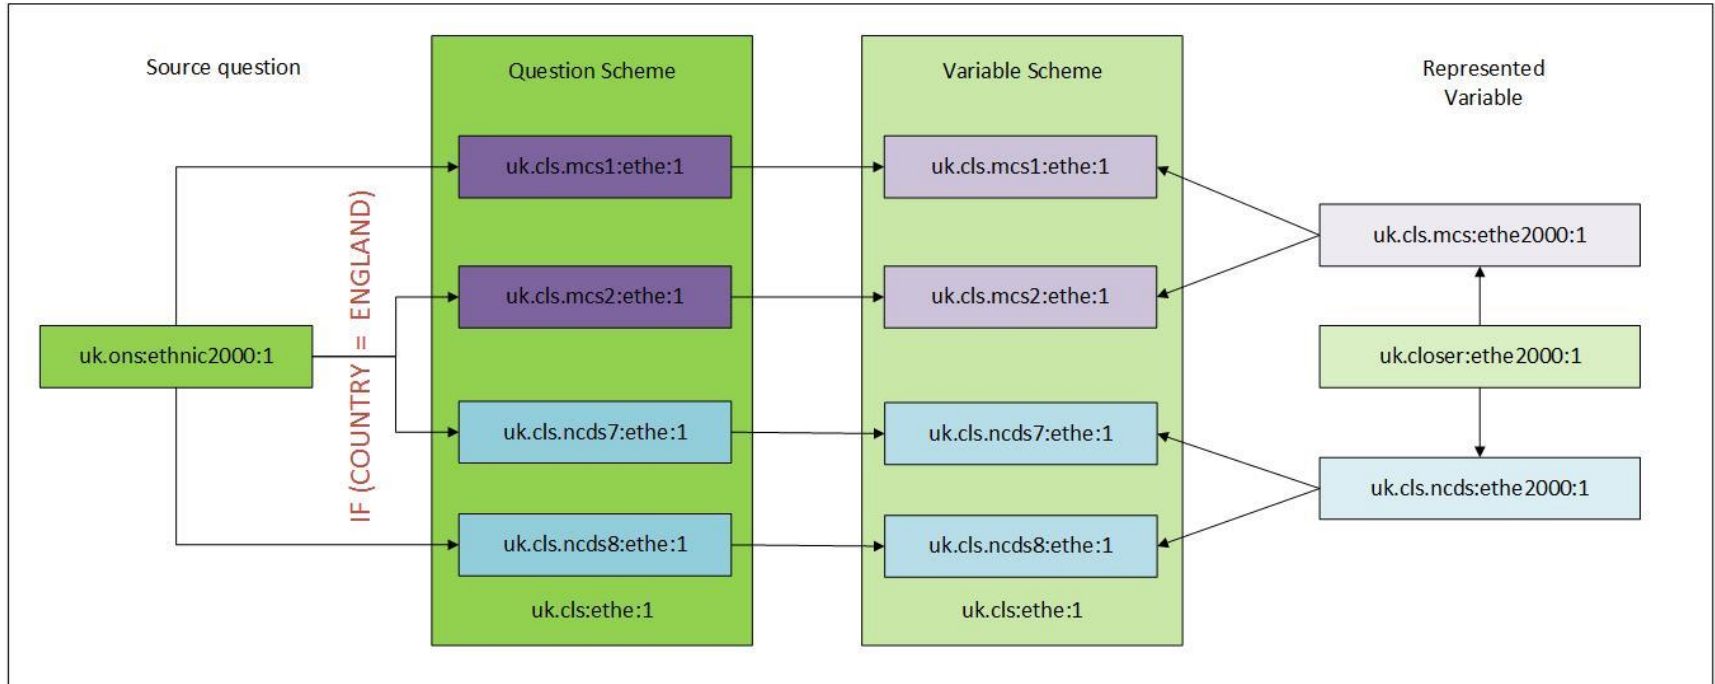 Source question
Question Scheme
Variable Scheme
Represented
Variable
uk.cls.mcs1:ethe:1
uk.cls.mcs1:ethe:1
uk.cls.mcs:ethe2000:1
uk.cls.mcs2:ethe:1
uk.cls.mcs2:ethe:1
uk.ons:ethnic2000:1
IF (COUNTRY = ENGLAND)
uk.closer:ethe2000:1
uk.cls.ncds7:ethe:1
uk.cls.ncds7:ethe:1
uk.cls.ncds:ethe2000:1
uk.cls.ncds8:ethe:1
uk.cls.ncds8:ethe:1
uk.cls:ethe:1
uk.cls:ethe:1